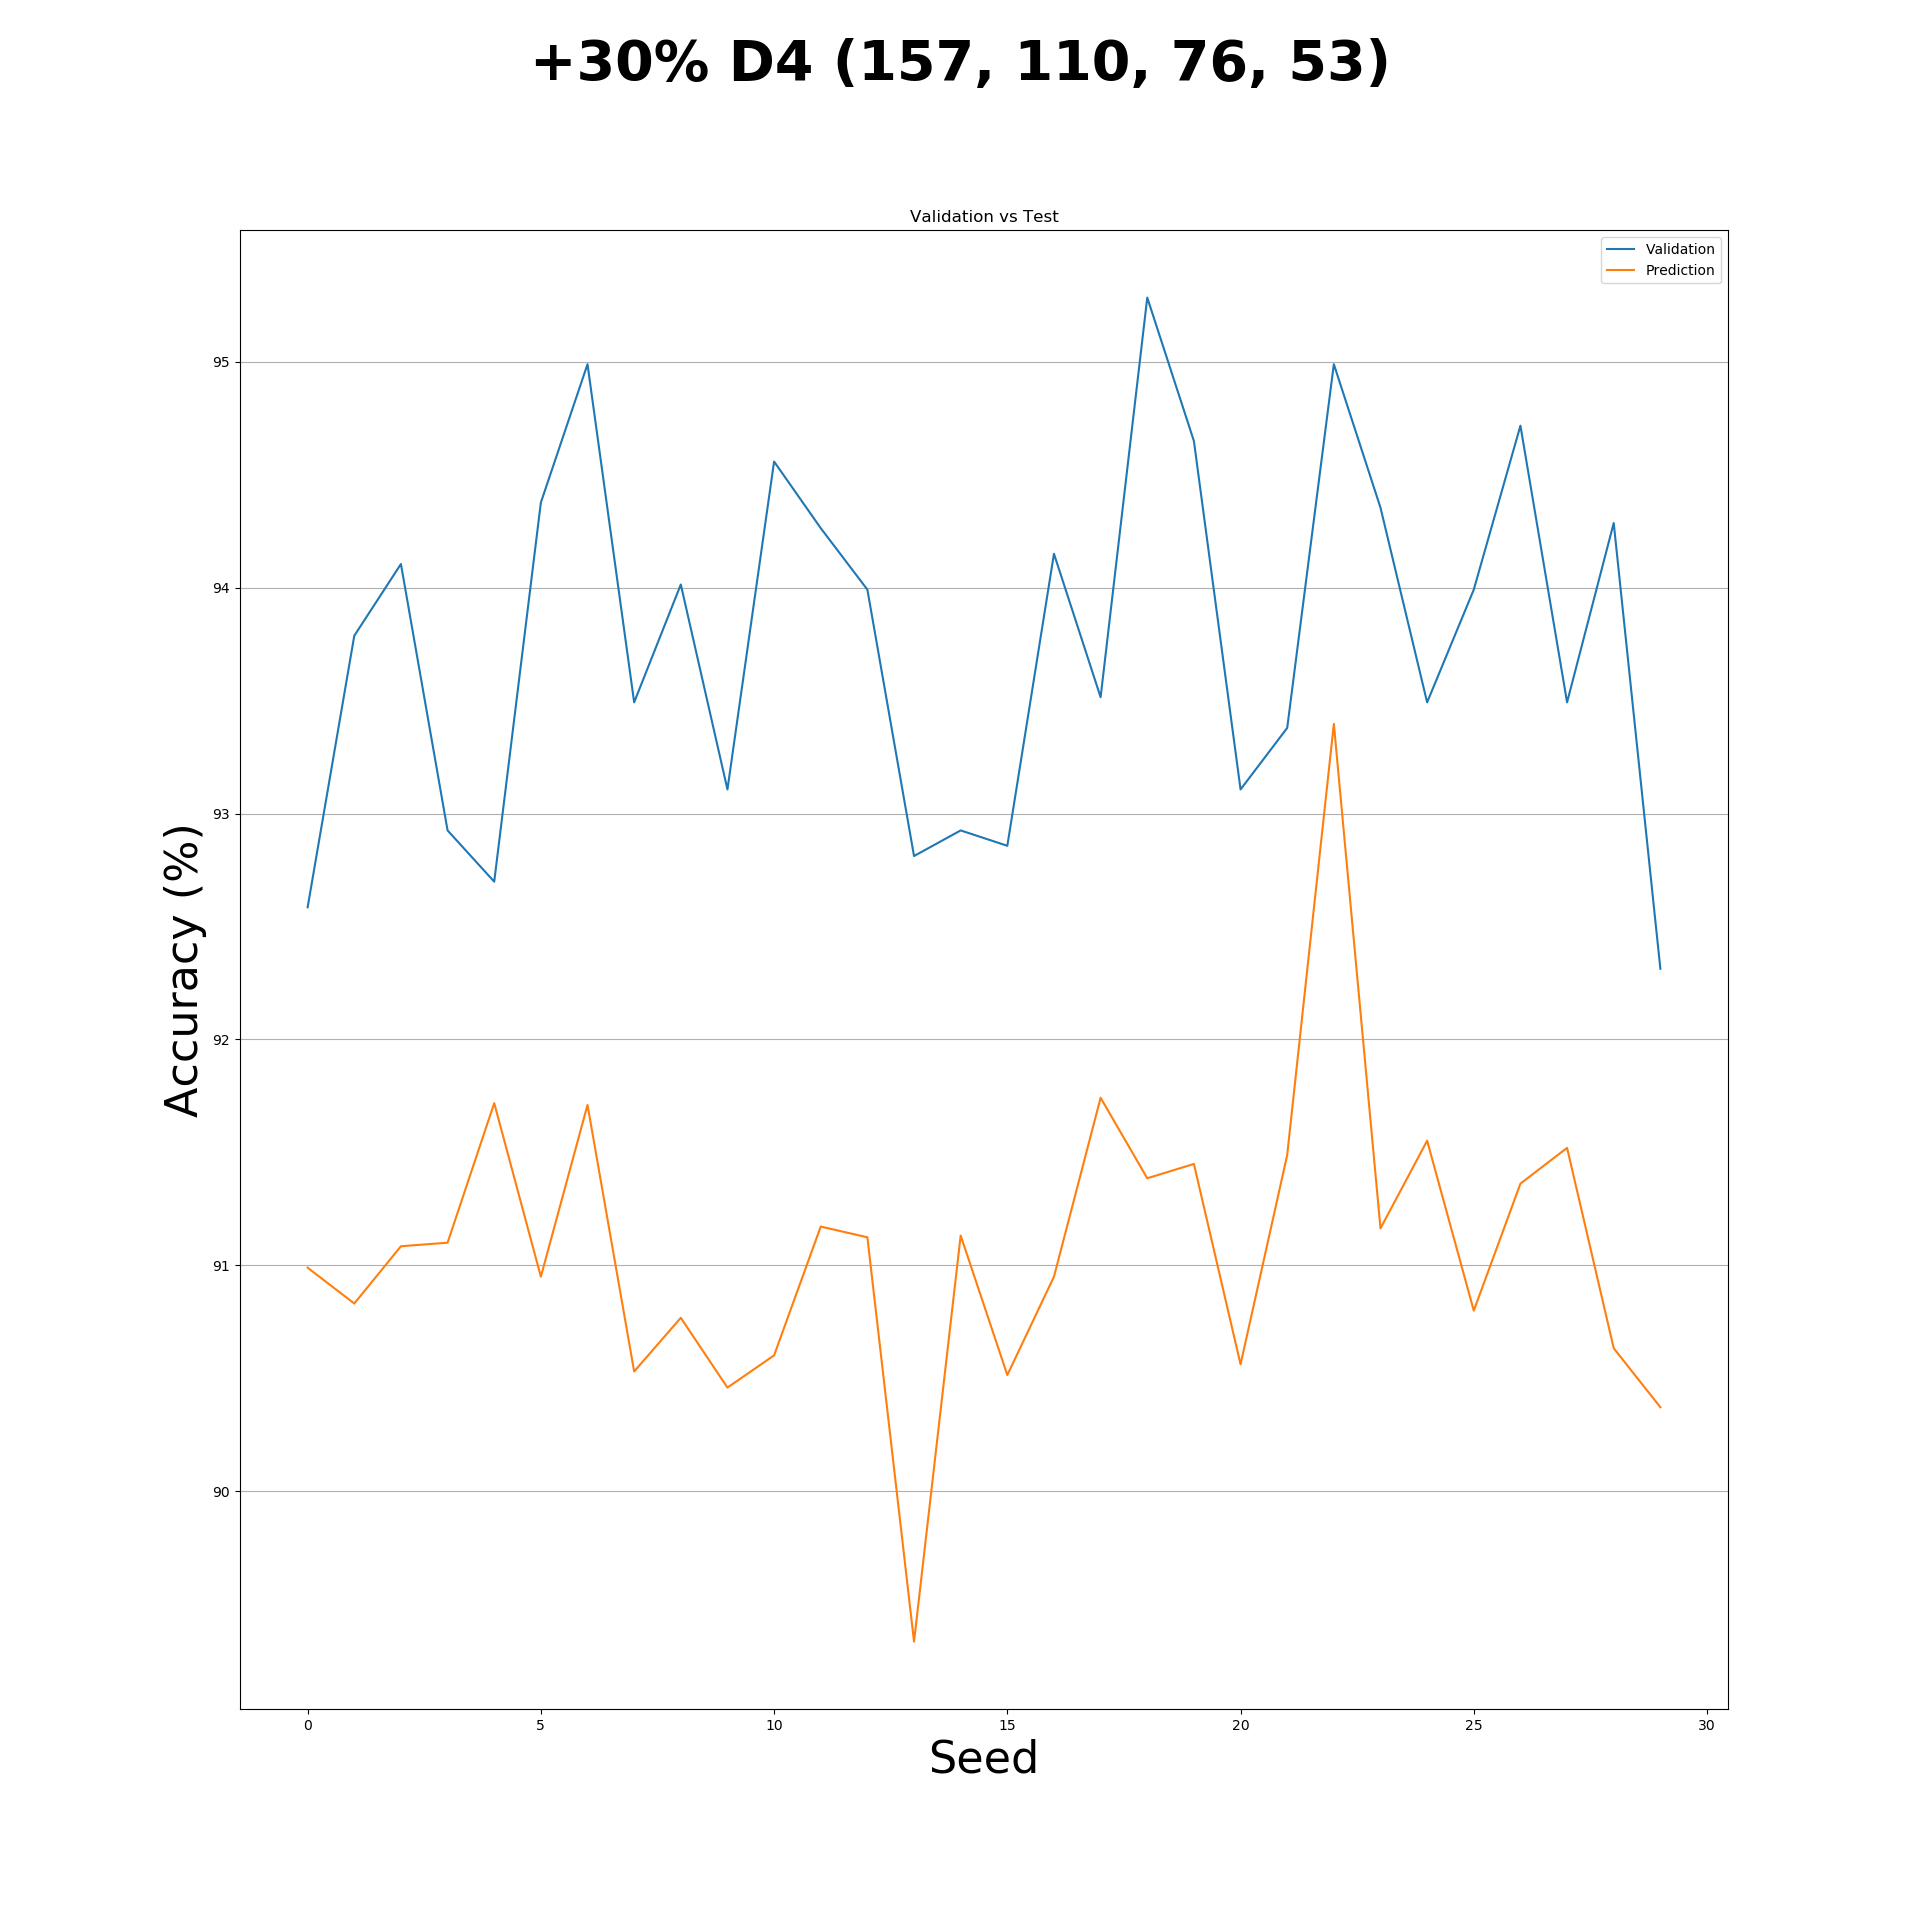 +30% D4 (157, 110, 76, 53)
Validation vs Test
Validation
Prediction
95
94
93
92
91
90
Accuracy (%)
0 5 10 15 20 25 30
Seed